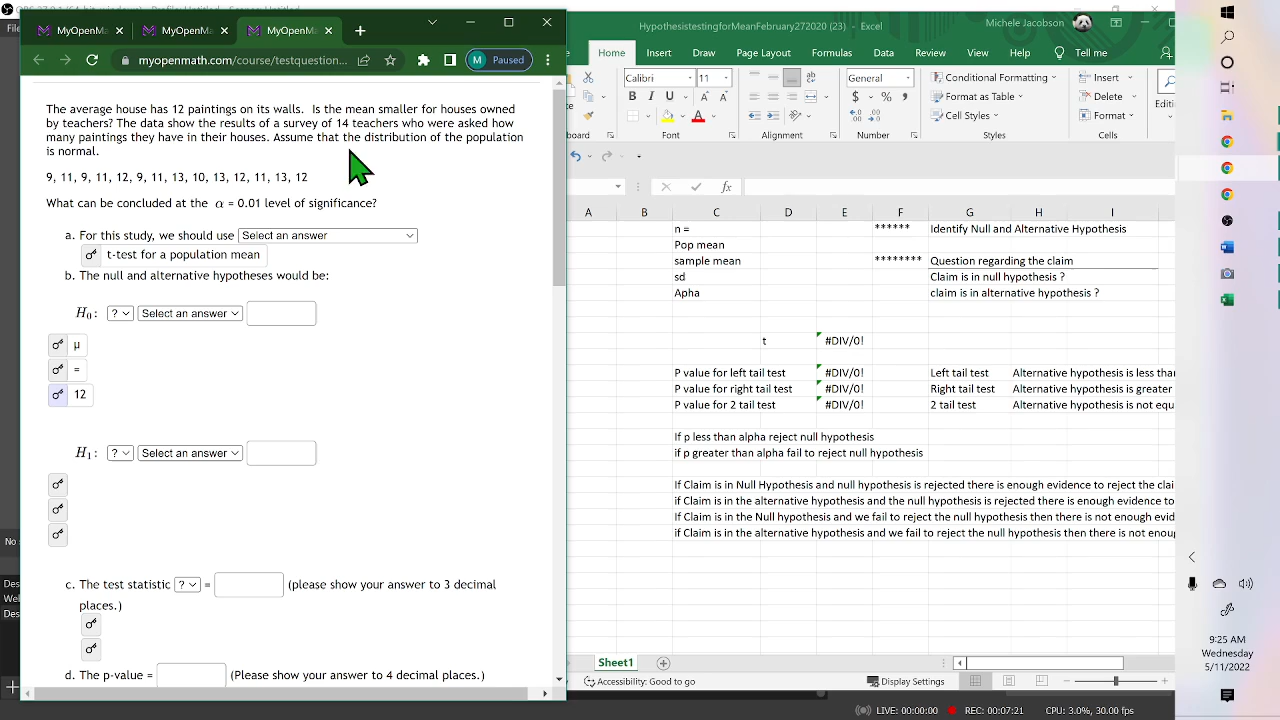 MyOpenMa
MyOpenMa
MyOpenM
HypothesistestingforMeanFebruary272020 (23) - Excel
Michele Jacobson
myopenmath.com/course/testquestion...
M Paused
Home
Insert
Draw
Page Layout
Formulas
Data
Review
View
Help
Tell me
Calibri
11
General
Conditional Formatting
Insert
Format as Table
Delete
Cell Styles
Format
Font
Alignment
Number
Styles
Cells
The average house has 12 paintings on its walls. Is the mean smaller for houses owned
by teachers? The data show the results of a survey of 14 teachers who were asked how
many paintings they have in their houses. Assume that the distribution of the population
is normal.
9, 11, 9, 11, 12, 9, 11, 13, 10, 13, 12, 11, 13, 12
What can be concluded at the α = 0.01 level of significance?
a. For this study, we should use Select an answer
t-test for a population mean
b. The null and alternative hypotheses would be:
H0: ? Select an answer
μ
=
12
H1: ? Select an answer
c. The test statistic ? = (please show your answer to 3 decimal
places.)
d. The p-value = (Please show your answer to 4 decimal places.)
fx
A B C D E F G H I
n = ****** Identify Null and Alternative Hypothesis
Pop mean
sample mean ******** Question regarding the claim
sd Claim is in null hypothesis ?
Apha claim is in alternative hypothesis ?
t #DIV/0!
P value for left tail test #DIV/0! Left tail test Alternative hypothesis is less tha
P value for right tail test #DIV/0! Right tail test Alternative hypothesis is greater
P value for 2 tail test #DIV/0! 2 tail test Alternative hypothesis is not equ
If p less than alpha reject null hypothesis
if p greater than alpha fail to reject null hypothesis
If Claim is in Null Hypothesis and null hypothesis is rejected there is enough evidence to reject the clai
if Claim is in the alternative hypothesis and the null hypothesis is rejected there is enough evidence to
If Claim is in the Null hypothesis and we fail to reject the null hypothesis then there is not enough evid
if Claim is in the alternative hypothesis and we fail to reject the null hypothesis then there is not enoug
Sheet1
Accessibility: Good to go
Display Settings
9:25 AM
Wednesday
5/11/2022
LIVE: 00:00:00
REC: 00:07:21
CPU: 3.0%, 30.00 fps